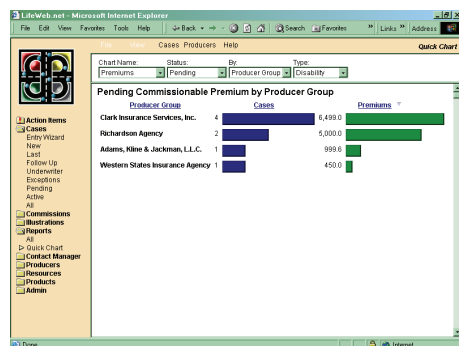 LifeWeb.net - Microsoft Internet Explorer
File Edit View Favorites Tools Help Back Search Favorites Links Address
File View Cases Producers Help Quick Chart
Chart Name: Status: By: Type:
Premiums Pending Producer Group Disability
Pending Commissionable Premium by Producer Group
Producer Group Cases Premiums
Clark Insurance Services, Inc. 4 6,499.0
Richardson Agency 2 5,000.0
Adams, Kline & Jackman, L.L.C. 1 999.6
Western States Insurance Agency 1 450.0
Action Items
Cases
Entry Wizard
New
Last
Follow Up
Underwriter
Exceptions
Pending
Active
All
Commissions
Illustrations
Reports
All
Quick Chart
Contact Manager
Producers
Resources
Products
Admin
Done Internet